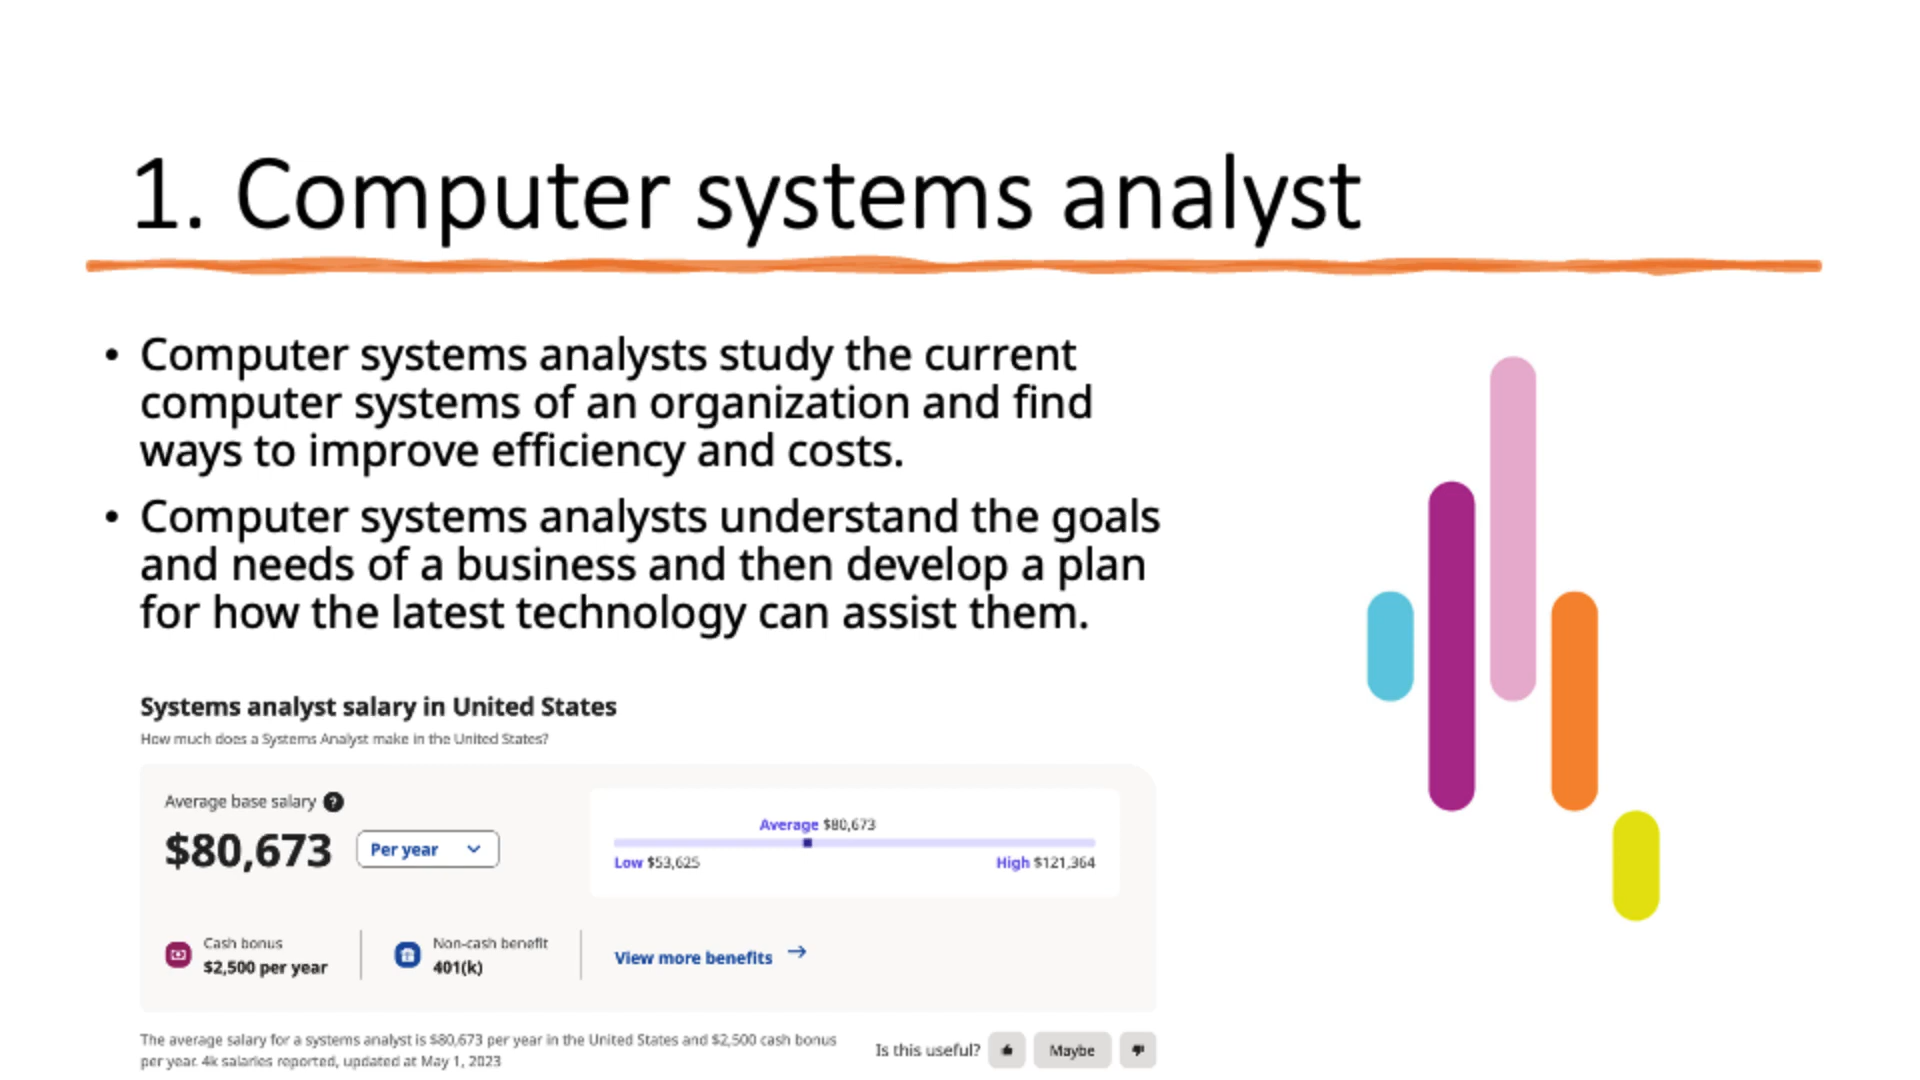 1. Computer systems analyst
• Computer systems analysts study the current
computer systems of an organization and find
ways to improve efficiency and costs.
• Computer systems analysts understand the goals
and needs of a business and then develop a plan
for how the latest technology can assist them.
Systems analyst salary in United States
How much does a Systems Analyst make in the United States?
Average base salary ?
$80,673 Per year
Average $80,673
Low $53,625 High $121,364
Cash bonus
$2,500 per year
Non-cash benefit
401(k)
View more benefits →
The average salary for a systems analyst is $80,673 per year in the United States and $2,500 cash bonus
per year. 4k salaries reported, updated at May 1, 2023
Is this useful? Maybe